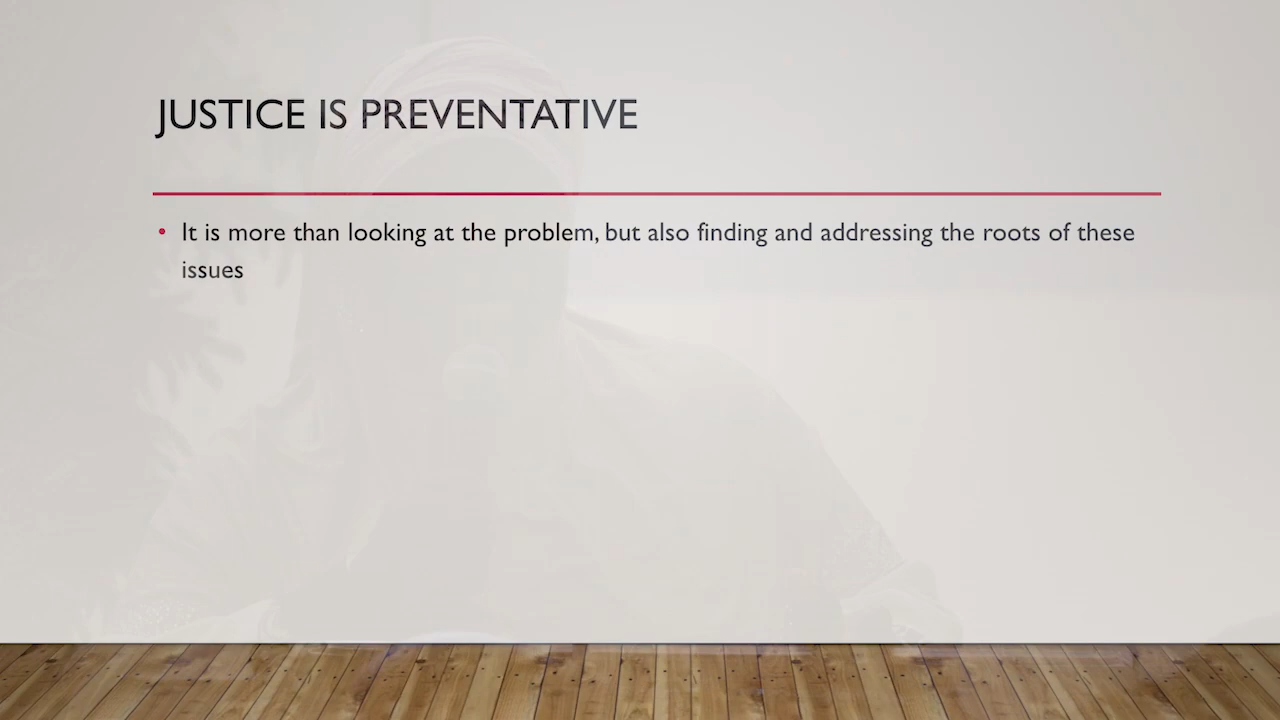 JUSTICE IS PREVENTATIVE
• It is more than looking at the problem, but also finding and addressing the roots of these
issues